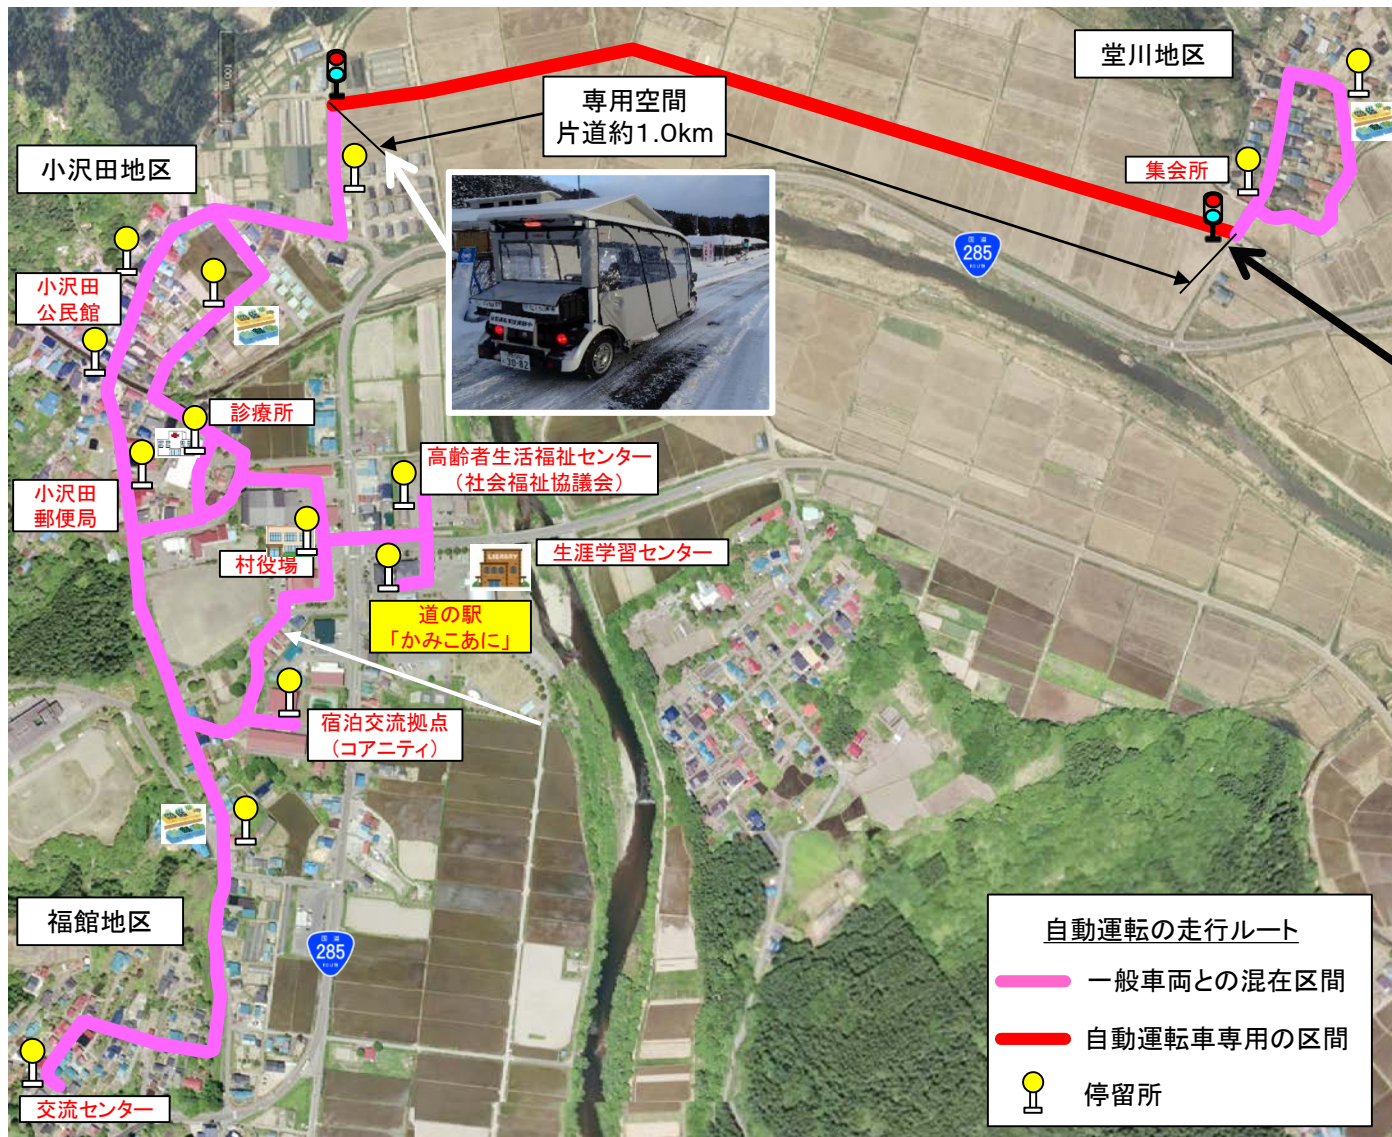 堂川地区
専用空間
片道約1.0km
小沢田地区
集会所
国道
285
小沢田
公民館
診療所
高齢者生活福祉センター
(社会福祉協議会)
小沢田
郵便局
LIBRARY
生涯学習センター
村役場
道の駅
「かみこあに」
宿泊交流拠点
(コアニティ)
福館地区
国道
285
交流センター
自動運転の走行ルート
一般車両との混在区間
自動運転車専用の区間
停留所